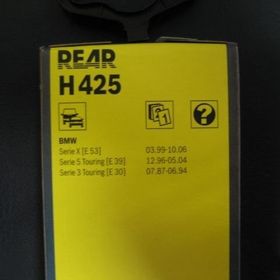 REAR
H 425
BMW
Serie X [E 53] 03.99-10.06
Serie 5 Touring [E 39] 12.96-05.04
Serie 3 Touring [E 30] 07.87-06.94